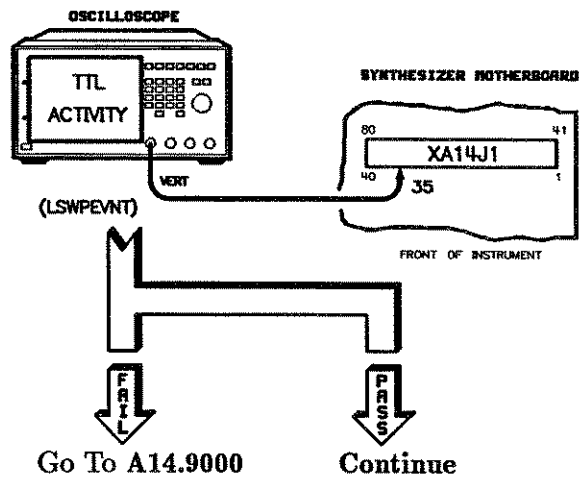 OSCILLOSCOPE
TTL
ACTIVITY
SYNTHESIZER MOTHERBOARD
80
41
XA14J1
40
1
35
VERT
(LSWPEVNT)
FRONT OF INSTRUMENT
FAIL
PASS
Go To A14.9000
Continue